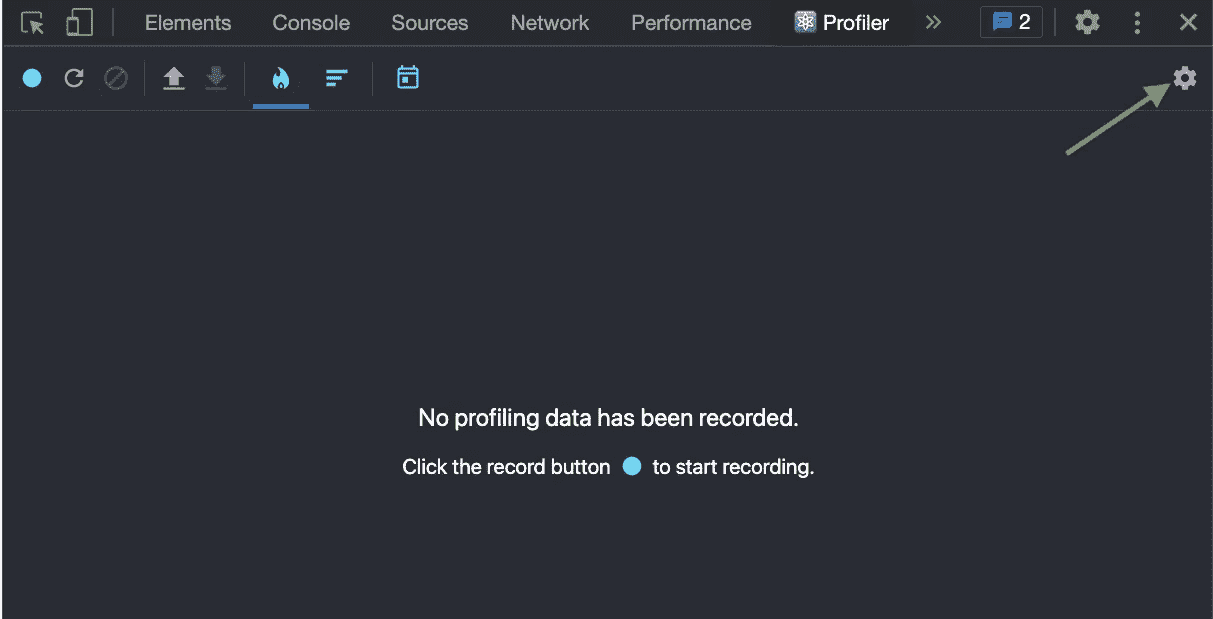 Elements Console Sources Network Performance Profiler 2
No profiling data has been recorded.
Click the record button to start recording.